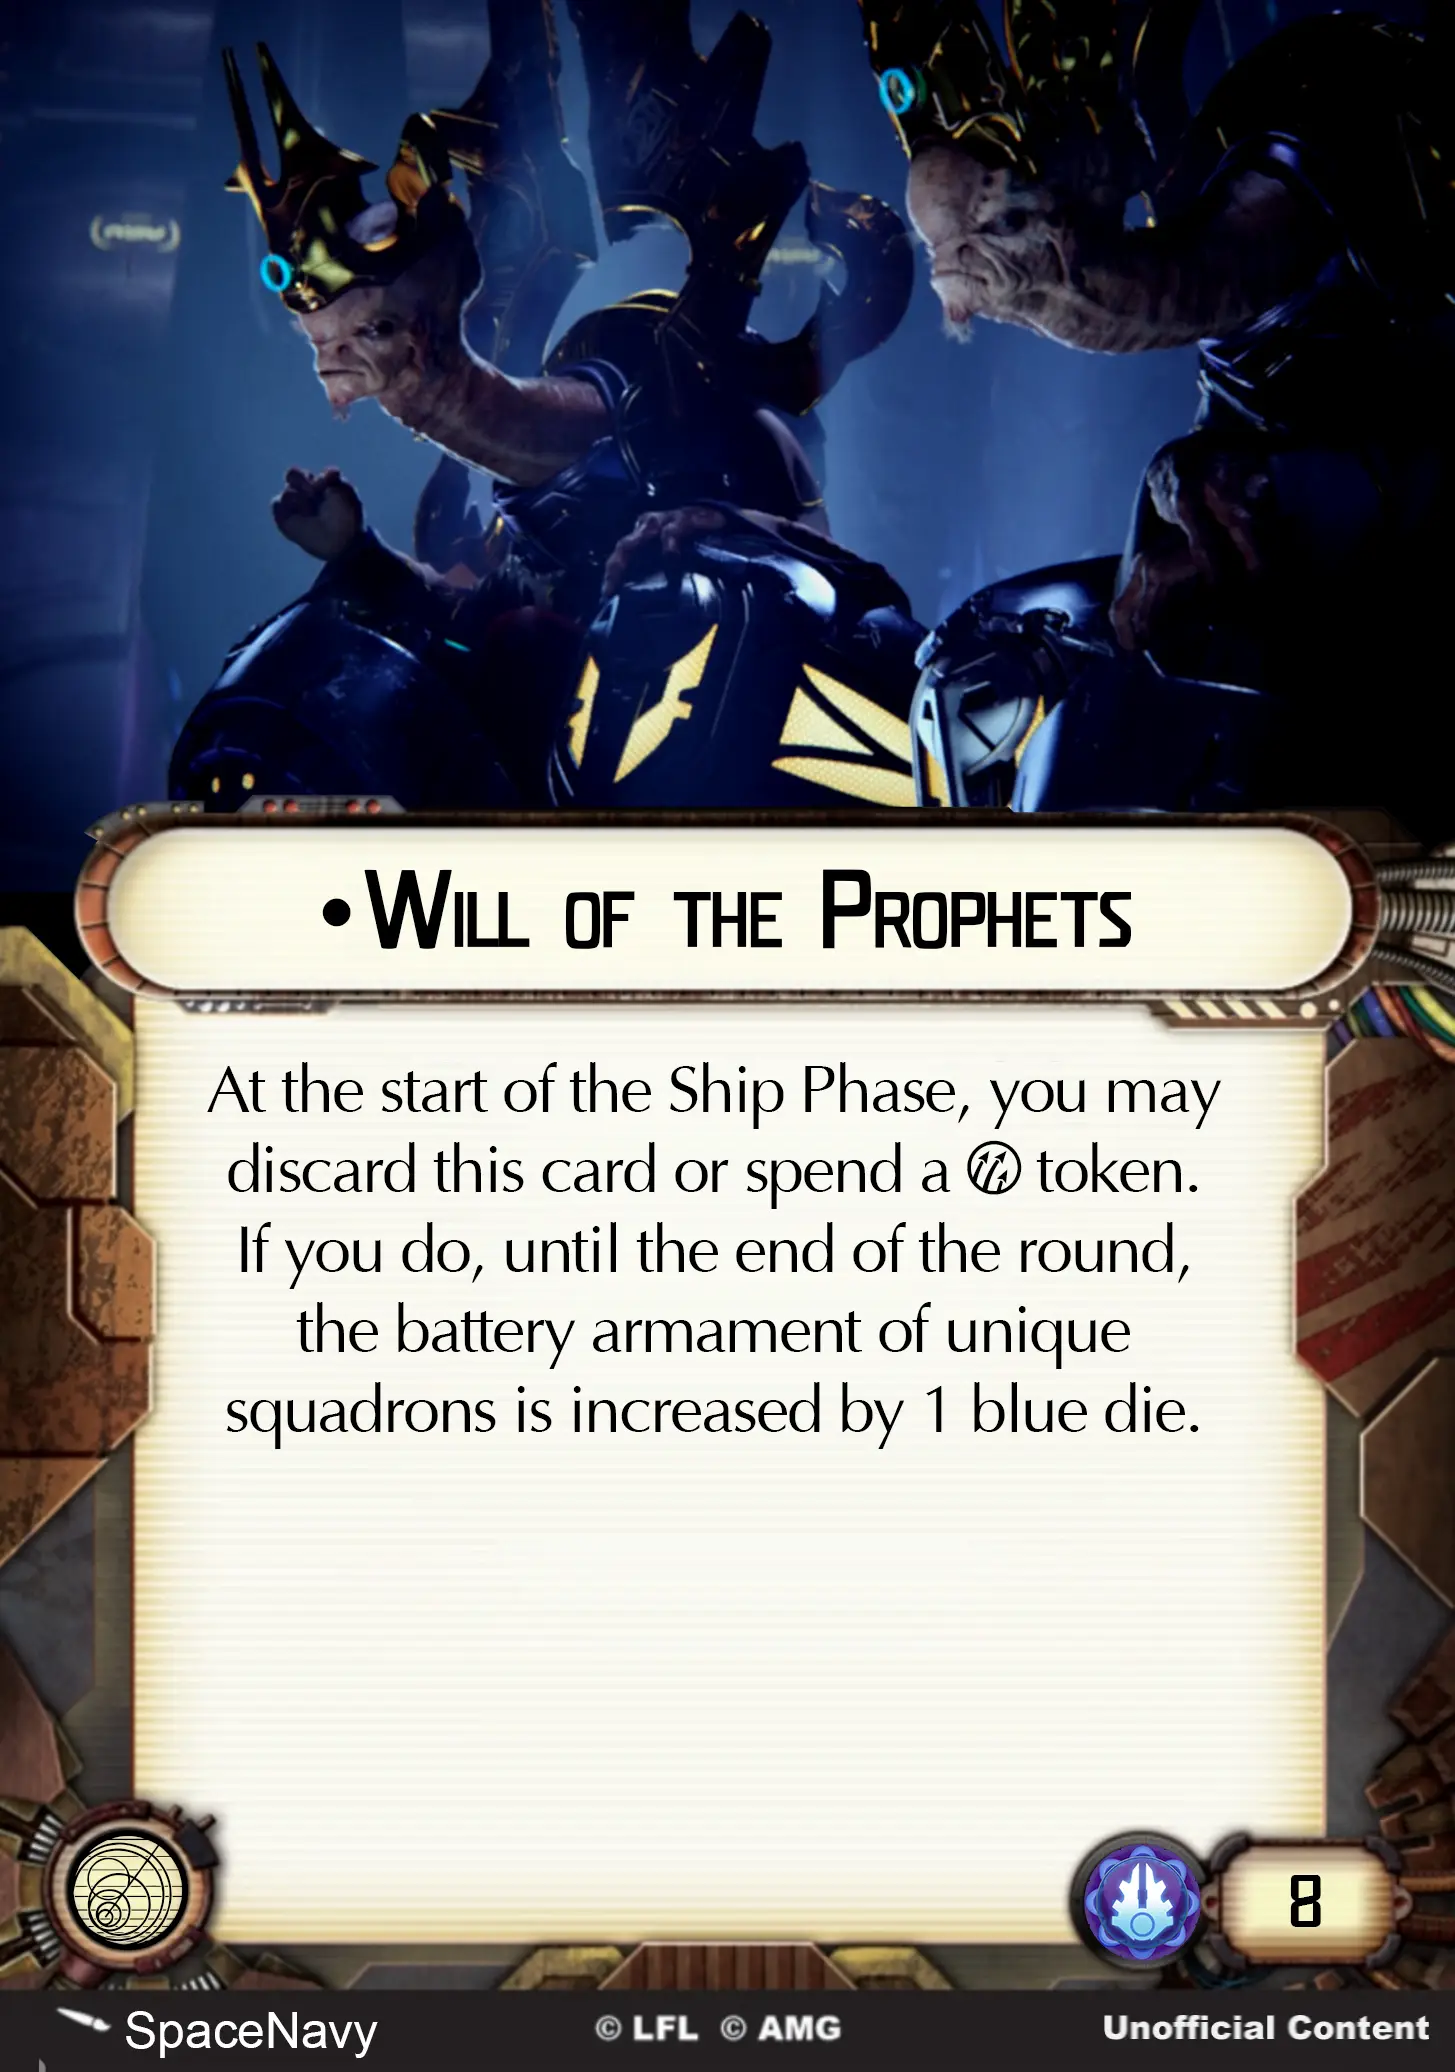 •Will of the Prophets
At the start of the Ship Phase, you may
discard this card or spend a token.
If you do, until the end of the round,
the battery armament of unique
squadrons is increased by 1 blue die.
8
SpaceNavy
© LFL © AMG
Unofficial Content